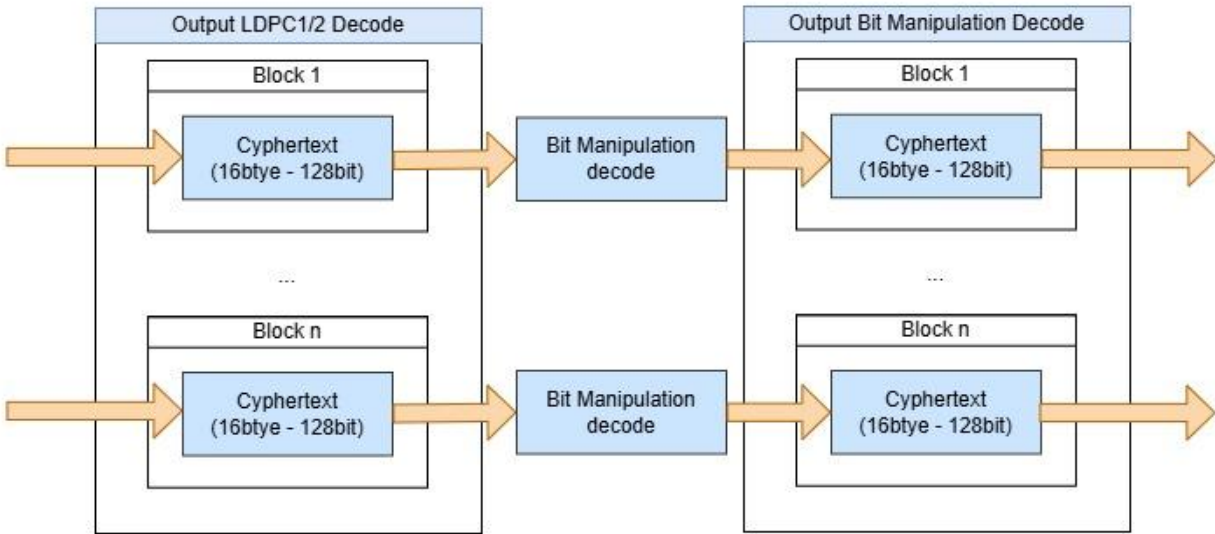 Output LDPC1/2 Decode
Block 1
Cyphertext
(16btye - 128bit)
...
Block n
Cyphertext
(16btye - 128bit)
Bit Manipulation
decode
Bit Manipulation
decode
Output Bit Manipulation Decode
Block 1
Cyphertext
(16btye - 128bit)
...
Block n
Cyphertext
(16btye - 128bit)